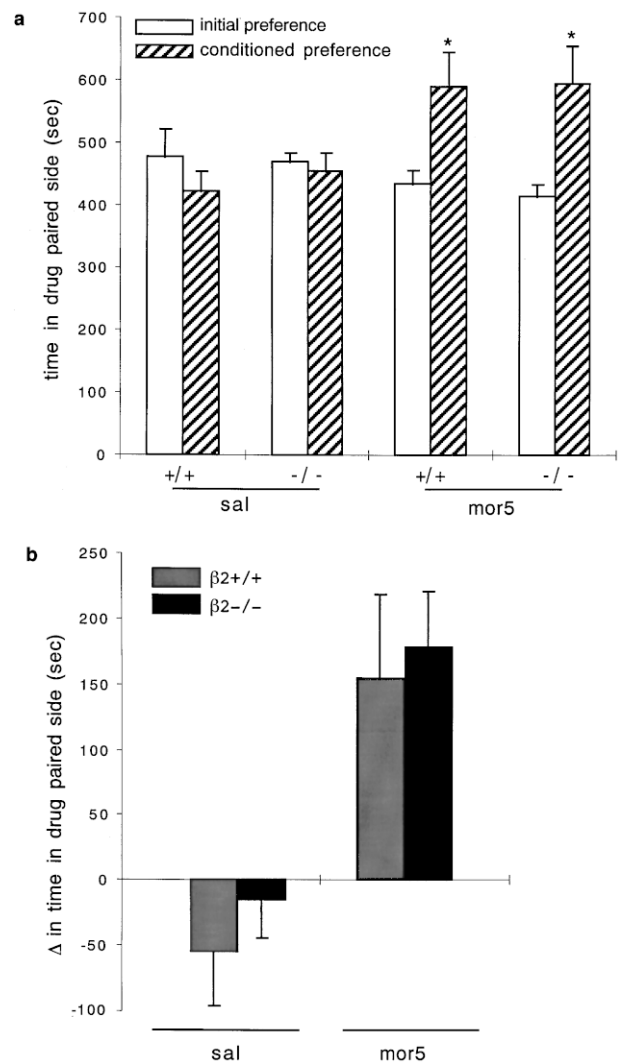 a
700
600
500
400
300
200
100
0
time in drug paired side (sec)
initial preference
conditioned preference
*
*
+/+
-/-
+/+
-/-
sal
mor5
b
250
200
150
100
50
0
-50
-100
Δ in time in drug paired side (sec)
β2+/+
β2-/-
sal
mor5